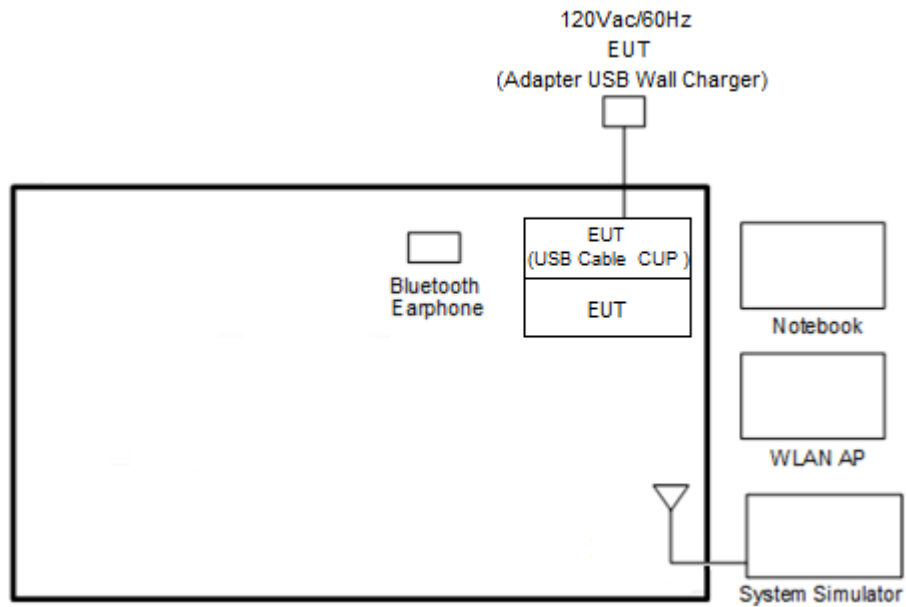 120Vac/60Hz
EUT
(Adapter USB Wall Charger)
EUT
(USB Cable CUP )
EUT
Bluetooth
Earphone
Notebook
WLAN AP
System Simulator